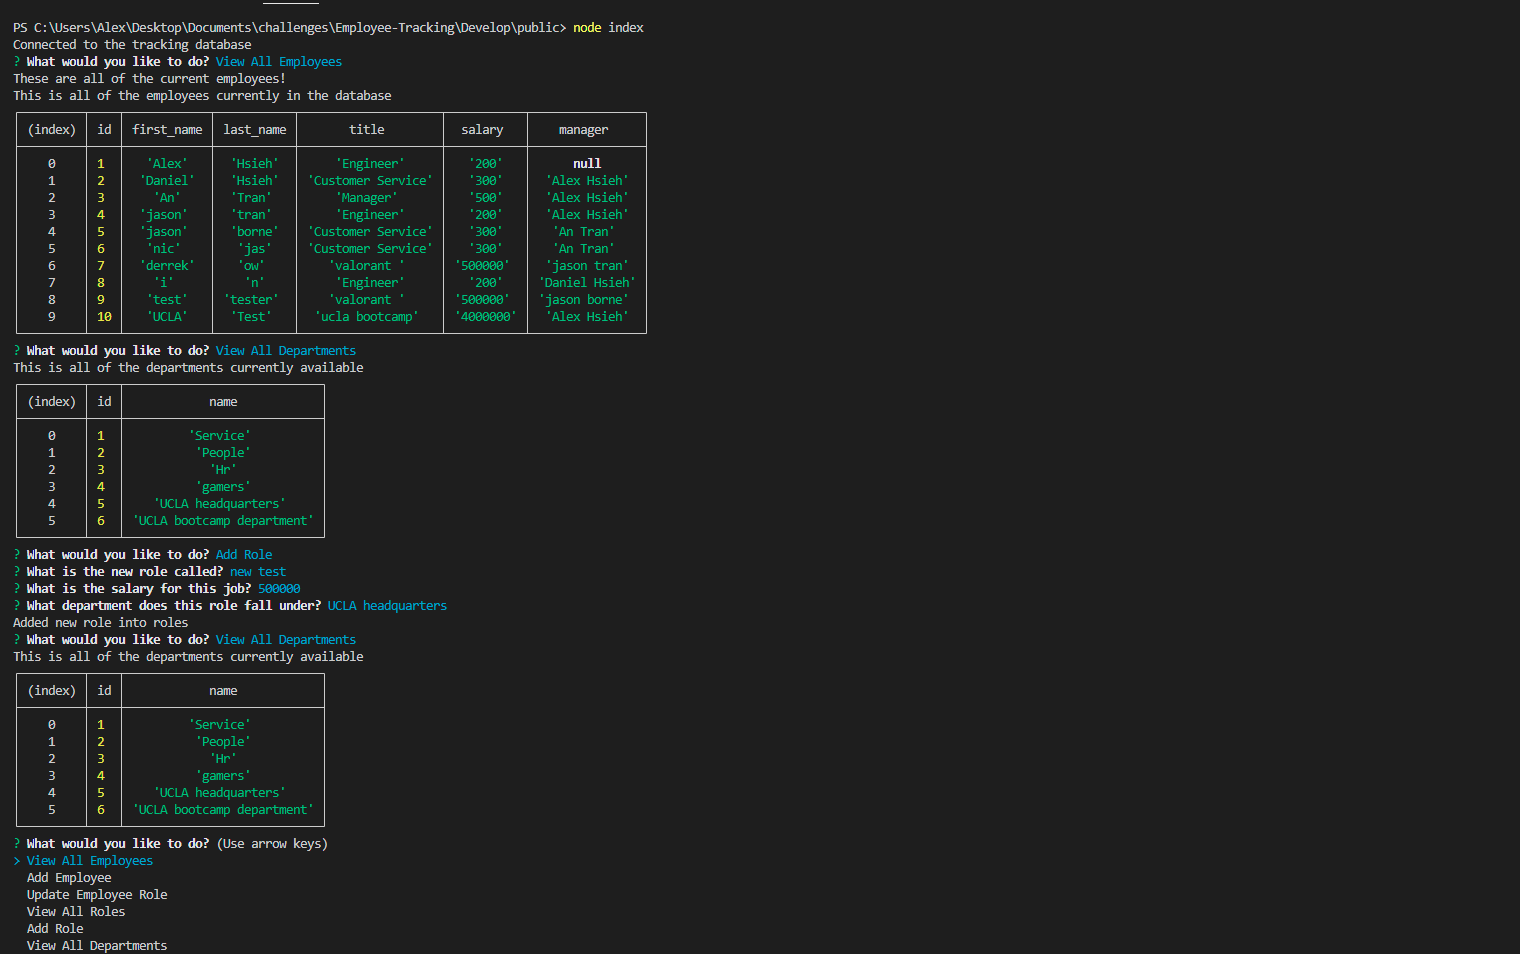 PS C:\Users\Alex\Desktop\Documents\challenges\Employee-Tracking\Develop\public> node index
Connected to the tracking database
? What would you like to do? View All Employees
These are all of the current employees!
This is all of the employees currently in the database
(index) id first_name last_name title salary manager
0 1 'Alex' 'Hsieh' 'Engineer' '200' null
1 2 'Daniel' 'Hsieh' 'Customer Service' '300' 'Alex Hsieh'
2 3 'An' 'Tran' 'Manager' '500' 'Alex Hsieh'
3 4 'jason' 'tran' 'Engineer' '200' 'Alex Hsieh'
4 5 'jason' 'borne' 'Customer Service' '300' 'An Tran'
5 6 'nic' 'jas' 'Customer Service' '300' 'An Tran'
6 7 'derrek' 'ow' 'valorant ' '500000' 'jason tran'
7 8 'i' 'n' 'Engineer' '200' 'Daniel Hsieh'
8 9 'test' 'tester' 'valorant ' '500000' 'jason borne'
9 10 'UCLA' 'Test' 'ucla bootcamp' '4000000' 'Alex Hsieh'
? What would you like to do? View All Departments
This is all of the departments currently available
(index) id name
0 1 'Service'
1 2 'People'
2 3 'Hr'
3 4 'gamers'
4 5 'UCLA headquarters'
5 6 'UCLA bootcamp department'
? What would you like to do? Add Role
? What is the new role called? new test
? What is the salary for this job? 500000
? What department does this role fall under? UCLA headquarters
Added new role into roles
? What would you like to do? View All Departments
This is all of the departments currently available
(index) id name
0 1 'Service'
1 2 'People'
2 3 'Hr'
3 4 'gamers'
4 5 'UCLA headquarters'
5 6 'UCLA bootcamp department'
? What would you like to do? (Use arrow keys)
> View All Employees
Add Employee
Update Employee Role
View All Roles
Add Role
View All Departments